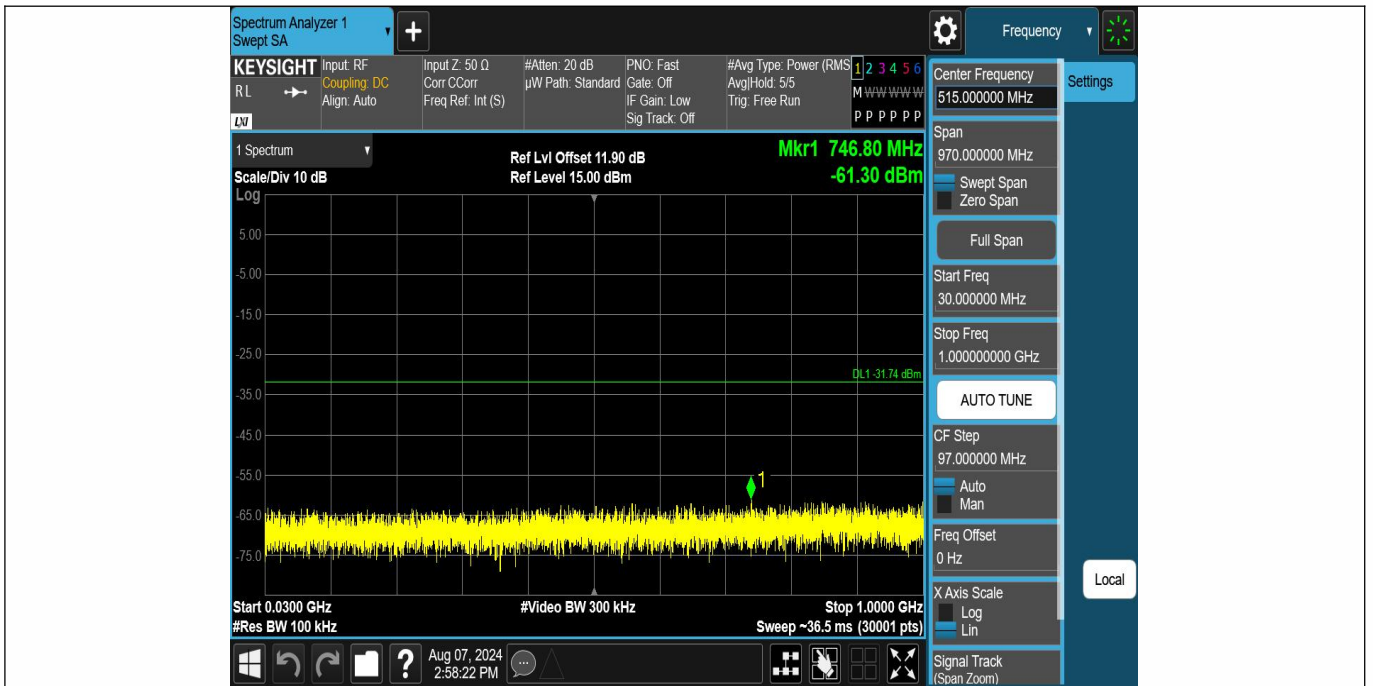 Spectrum Analyzer 1
Swept SA
+
Frequency
KEYSIGHT
RL
LXI
Input: RF
Coupling: DC
Align: Auto
Input Z: 50 Ω
Corr CCorr
Freq Ref: Int (S)
#Atten: 20 dB
µW Path: Standard
PNO: Fast
Gate: Off
IF Gain: Low
Sig Track: Off
#Avg Type: Power (RMS
Avg|Hold: 5/5
Trig: Free Run
1 2 3 4 5 6
M W W W W W
P P P P P P
1 Spectrum
Scale/Div 10 dB
Log
Ref Lvl Offset 11.90 dB
Ref Level 15.00 dBm
Mkr1 746.80 MHz
-61.30 dBm
5.00
-5.00
-15.0
-25.0
DL1 -31.74 dBm
-35.0
-45.0
-55.0
1
-65.0
-75.0
Start 0.0300 GHz
#Res BW 100 kHz
#Video BW 300 kHz
Stop 1.0000 GHz
Sweep ~36.5 ms (30001 pts)
?
Aug 07, 2024
2:58:22 PM
Center Frequency
515.000000 MHz
Span
970.000000 MHz
Swept Span
Zero Span
Full Span
Start Freq
30.000000 MHz
Stop Freq
1.000000000 GHz
AUTO TUNE
CF Step
97.000000 MHz
Auto
Man
Freq Offset
0 Hz
X Axis Scale
Log
Lin
Signal Track
(Span Zoom)
Settings
Local